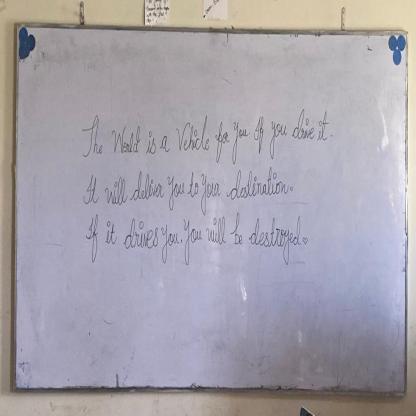 The World is a Vehicle for You If you drive it.
It will deliver You to Your destination.
If it drives You. You will be destroyed.